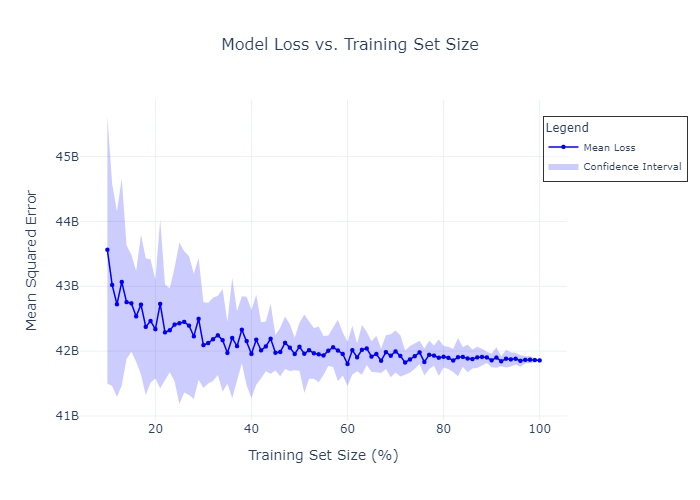 Model Loss vs. Training Set Size
Legend
Mean Loss
Confidence Interval
Mean Squared Error
45B
44B
43B
42B
41B
20
40
60
80
100
Training Set Size (%)